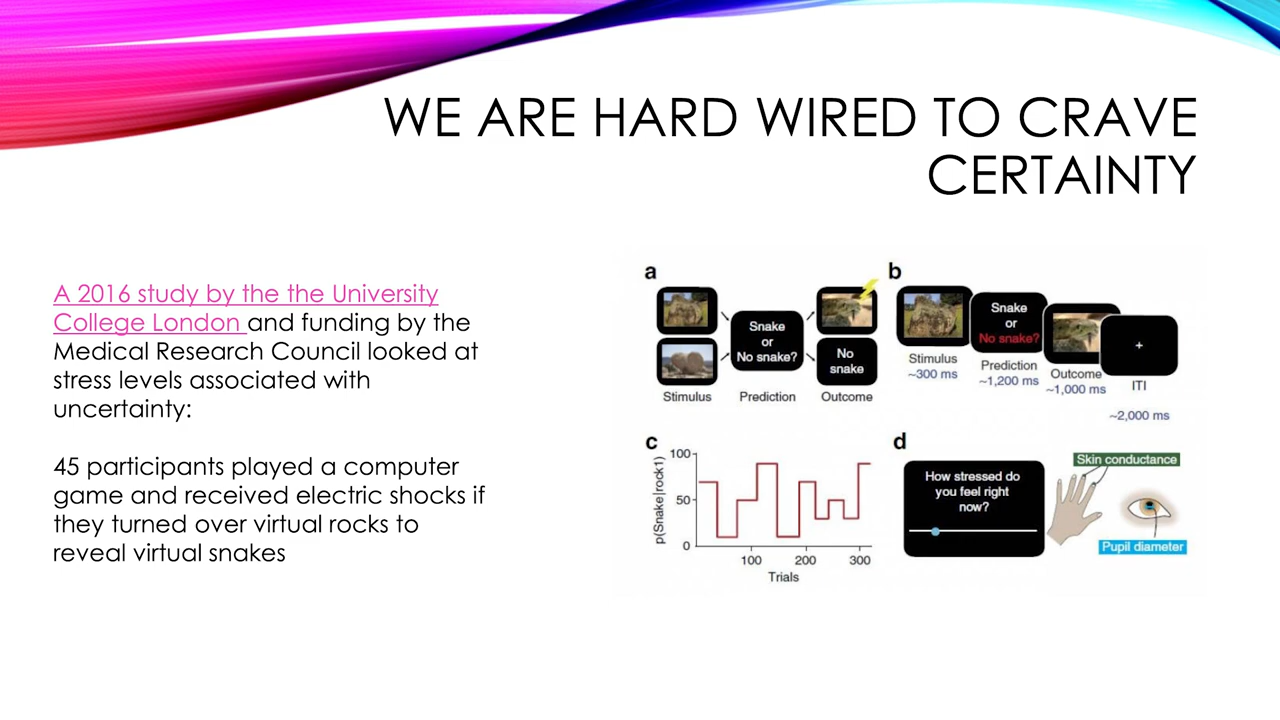 WE ARE HARD WIRED TO CRAVE
CERTAINTY
A 2016 study by the the University
College London and funding by the
Medical Research Council looked at
stress levels associated with
uncertainty:
45 participants played a computer
game and received electric shocks if
they turned over virtual rocks to
reveal virtual snakes
a
Snake
or
No snake?
No
snake
Stimulus
Prediction
Outcome
b
Snake
or
No snake?
+
Stimulus
~300 ms
Prediction
~1,200 ms
Outcome
~1,000 ms
ITI
~2,000 ms
c
p(Snake|rock1)
100
50
0
100
200
300
Trials
d
How stressed do
you feel right
now?
Skin conductance
Pupil diameter